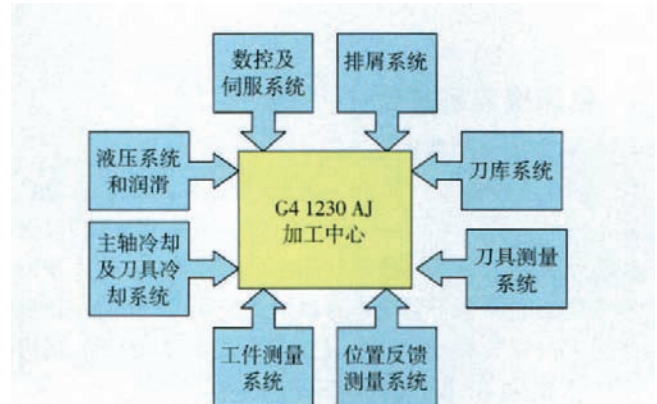 数控及
伺服系统
排屑系统
液压系统
和润滑
G4 1230 AJ
加工中心
刀库系统
主轴冷却
及刀具冷
却系统
刀具测量
系统
工件测量
系统
位置反馈
测量系统